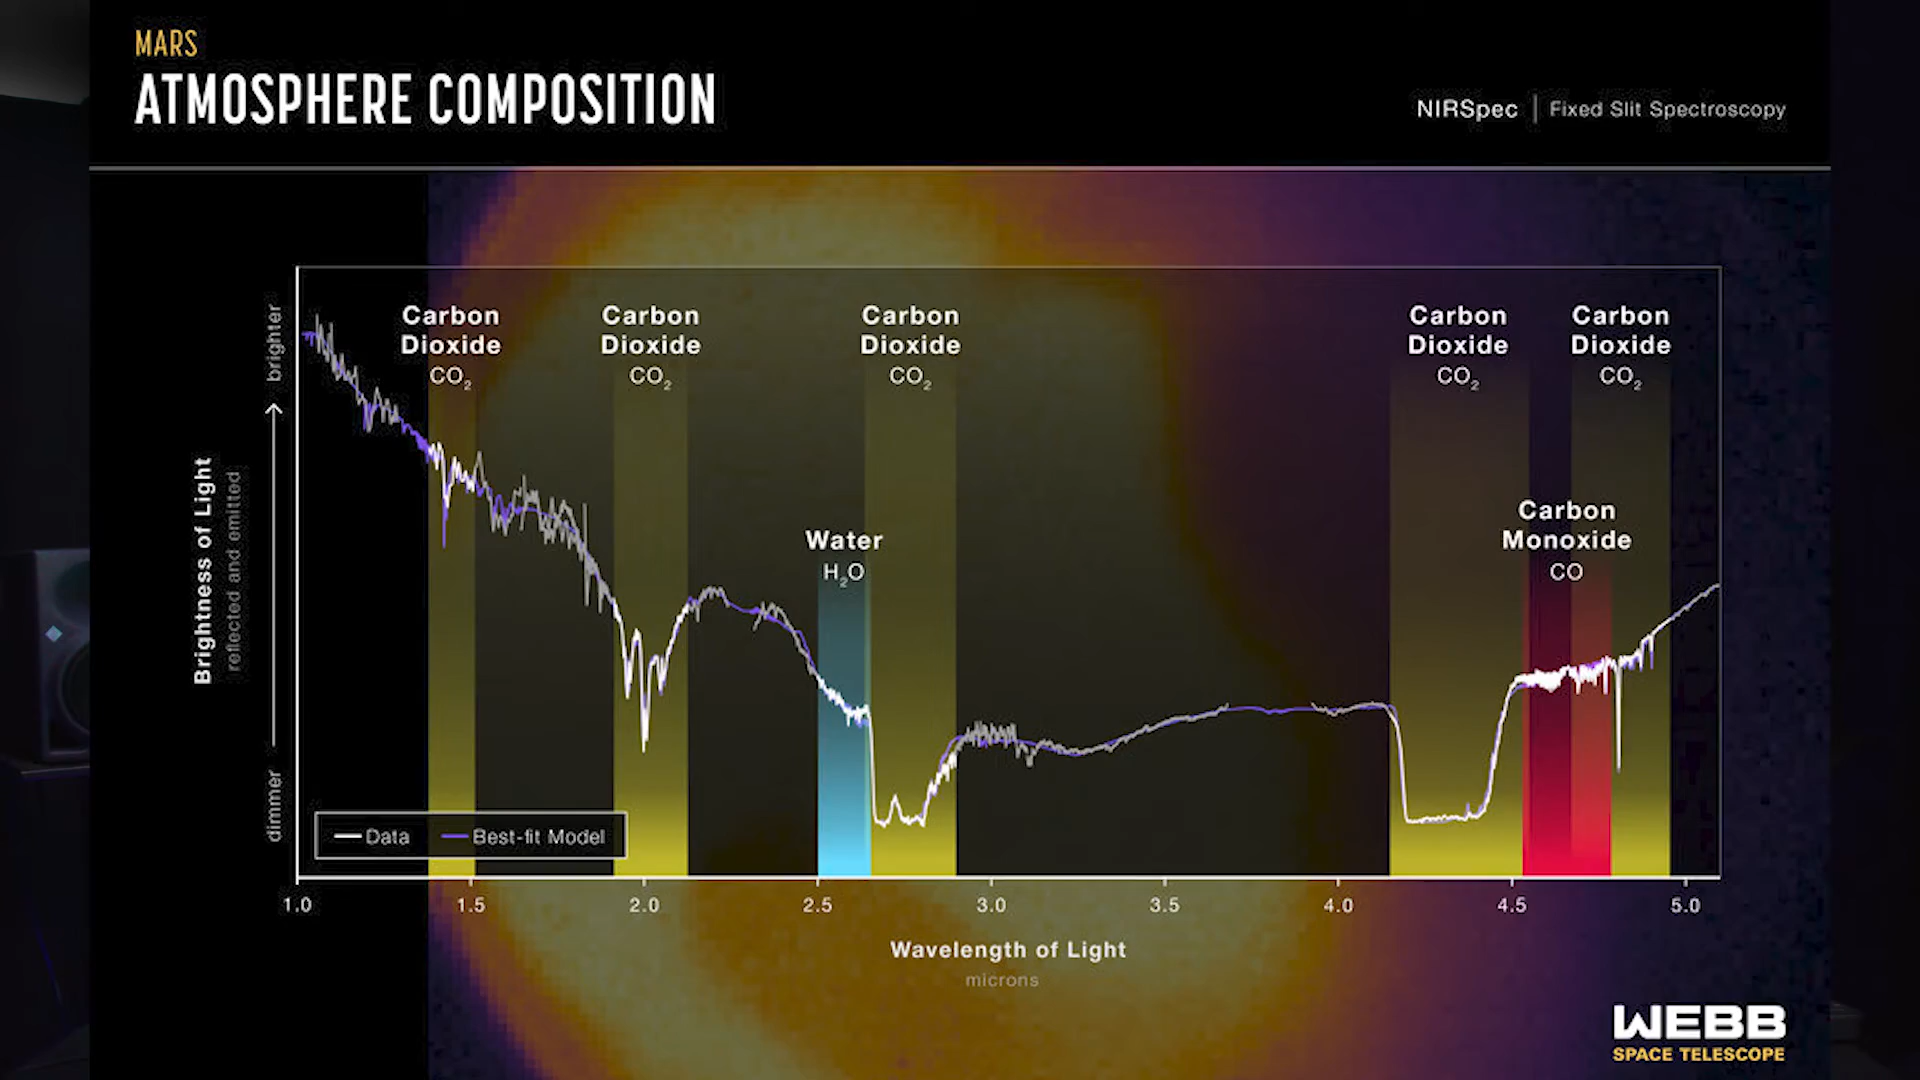 MARS
ATMOSPHERE COMPOSITION
NIRSpec | Fixed Slit Spectroscopy
Carbon
Dioxide
CO₂
Carbon
Dioxide
CO₂
Carbon
Dioxide
CO₂
Carbon
Dioxide
CO₂
Carbon
Dioxide
CO₂
Water
H₂O
Carbon
Monoxide
CO
brighter
Brightness of Light
reflected and emitted
dimmer
Data
Best-fit Model
1.0 1.5 2.0 2.5 3.0 3.5 4.0 4.5 5.0
Wavelength of Light
microns
WEBB
SPACE TELESCOPE